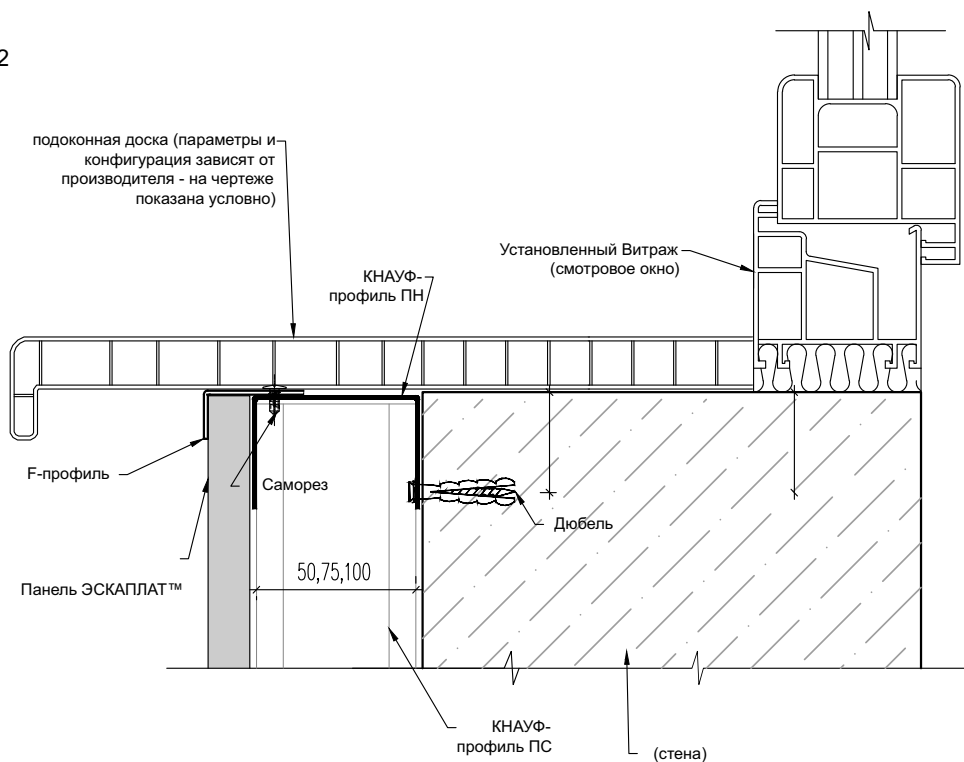 2
подоконная доска (параметры и
конфигурация зависят от
производителя - на чертеже
показана условно)
Установленный Витраж
(смотровое окно)
КНАУФ-
профиль ПН
F-профиль
Саморез
Дюбель
50,75,100
Панель ЭСКАПЛАТ™
КНАУФ-
профиль ПС
(стена)